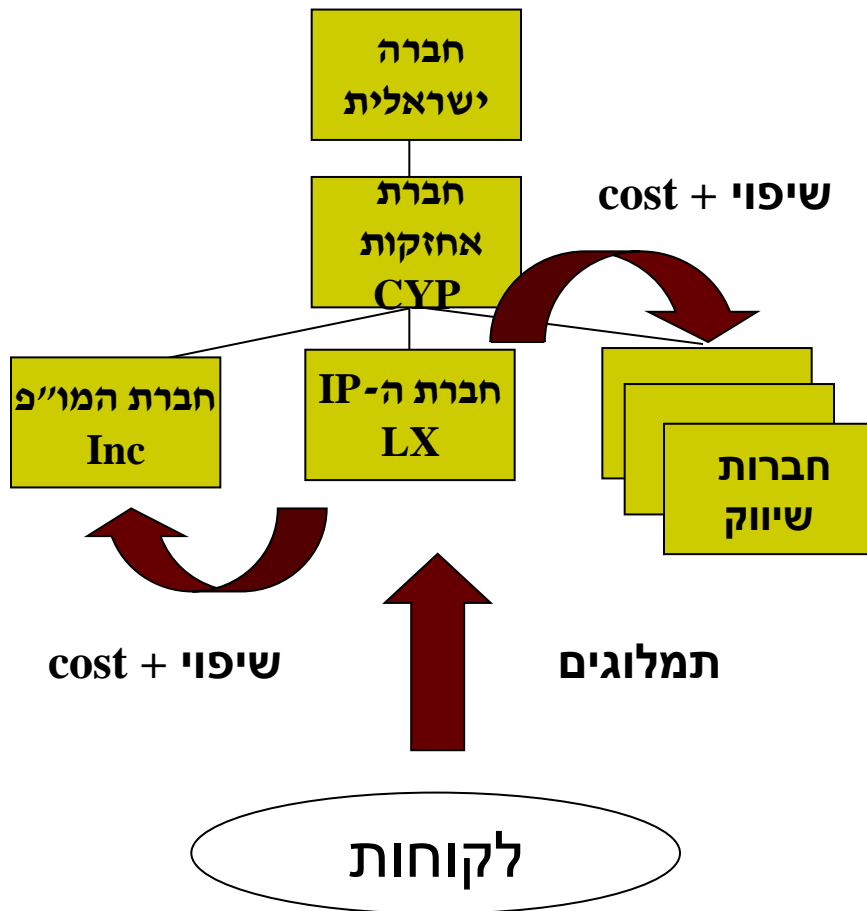 חברה
ישראלית
חברת
אחזקות
CYP
שיפוי + cost
חברת המו״פ
Inc
חברת ה-IP
LX
חברות
שיווק
שיפוי + cost
תמלוגים
לקוחות